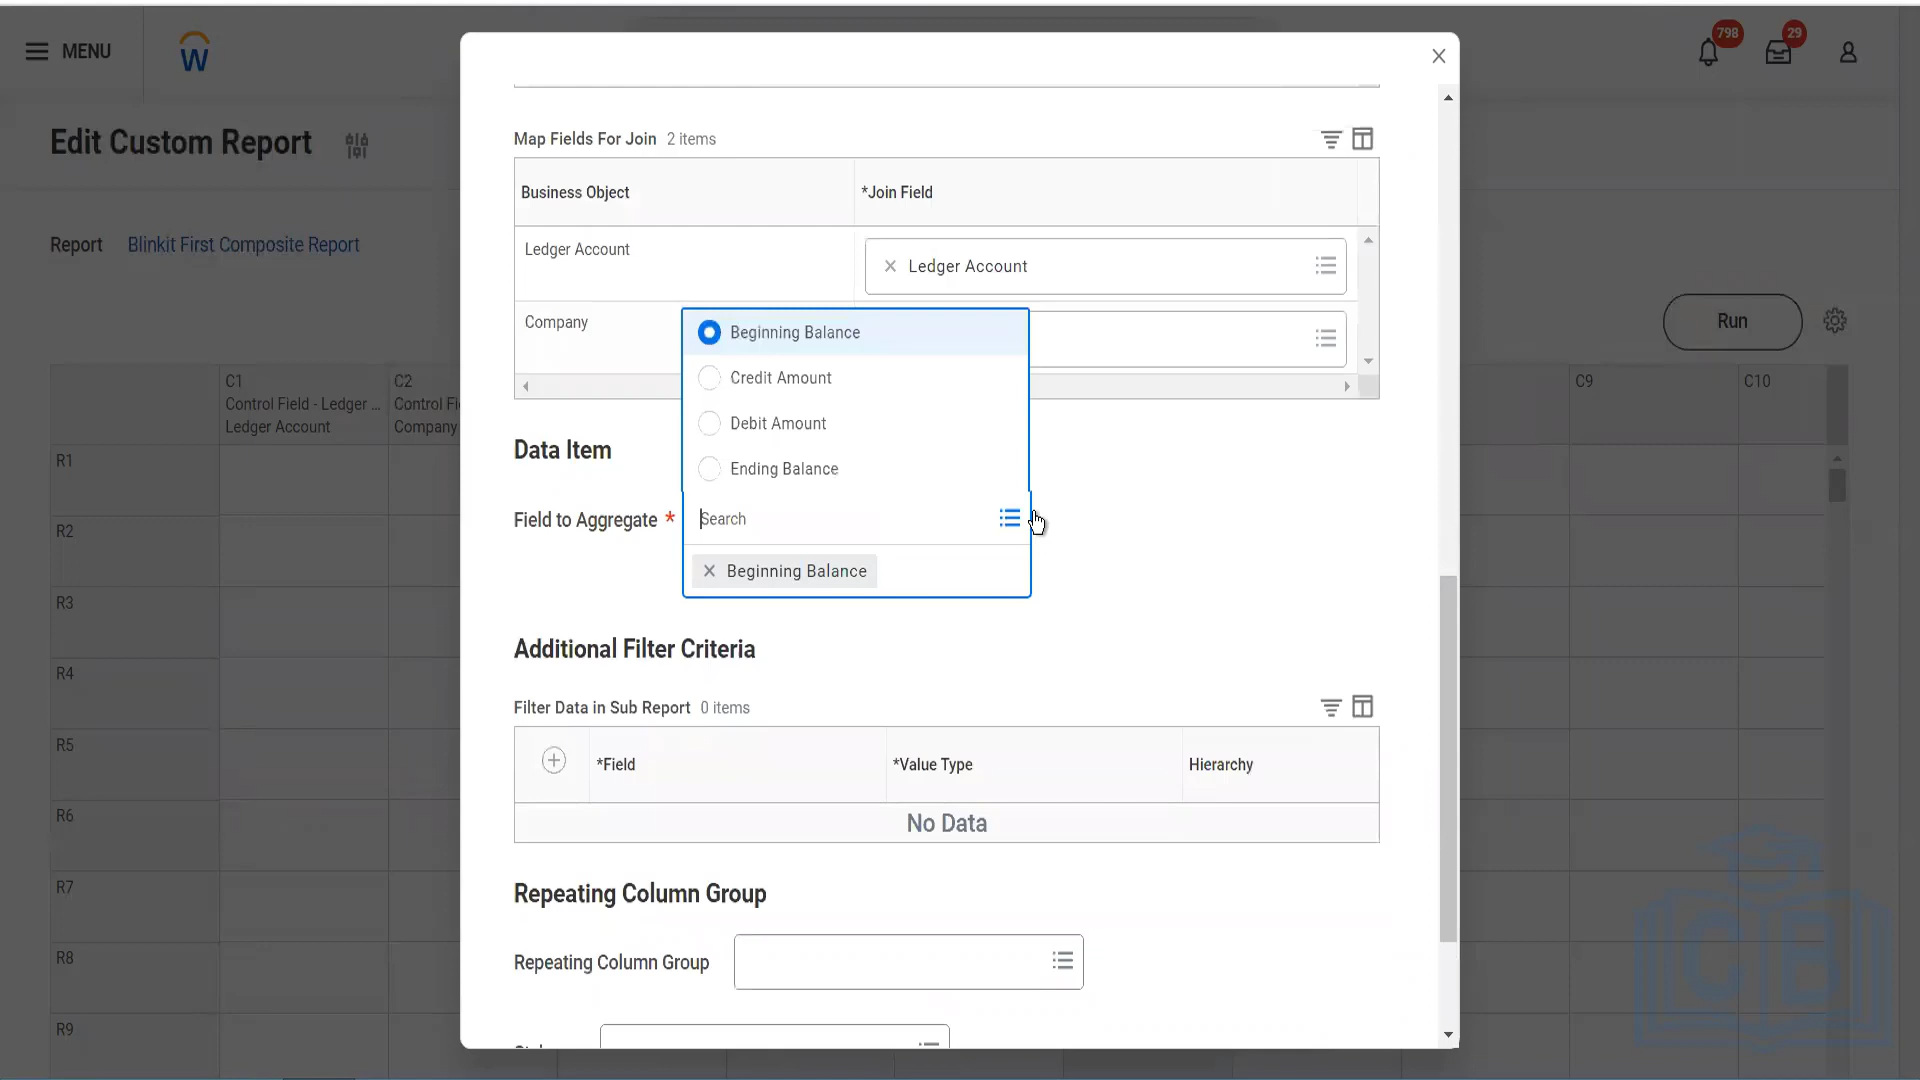 MENU
W
798
29
Edit Custom Report
Report Blinkit First Composite Report
Run
C1
Control Field - Ledger ...
Ledger Account
C2
Control Fi
Company
C9
C10
R1
R2
R3
R4
R5
R6
R7
R8
R9
Map Fields For Join 2 items
Business Object *Join Field
Ledger Account Ledger Account
Company
Beginning Balance
Credit Amount
Debit Amount
Ending Balance
Data Item
Field to Aggregate * Search
Beginning Balance
Additional Filter Criteria
Filter Data in Sub Report 0 items
*Field *Value Type Hierarchy
No Data
Repeating Column Group
Repeating Column Group
CB